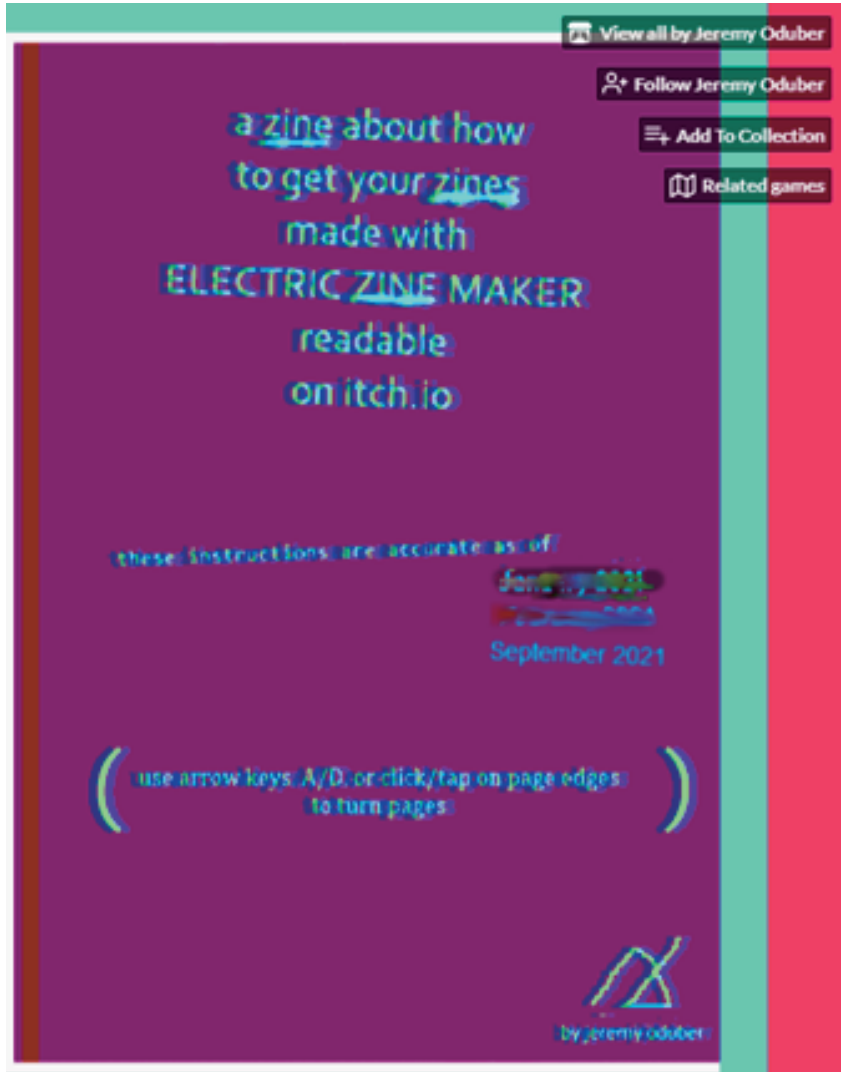 View all by Jeremy Oduber
Follow Jeremy Oduber
Add To Collection
Related games
a zine about how
to get your zines
made with
ELECTRIC ZINE MAKER
readable
on itch.io
these instructions are accurate as of
2021
September 2021
( use arrow keys, A/D, or click/tap on page edges
to turn pages )
by jeremy oduber